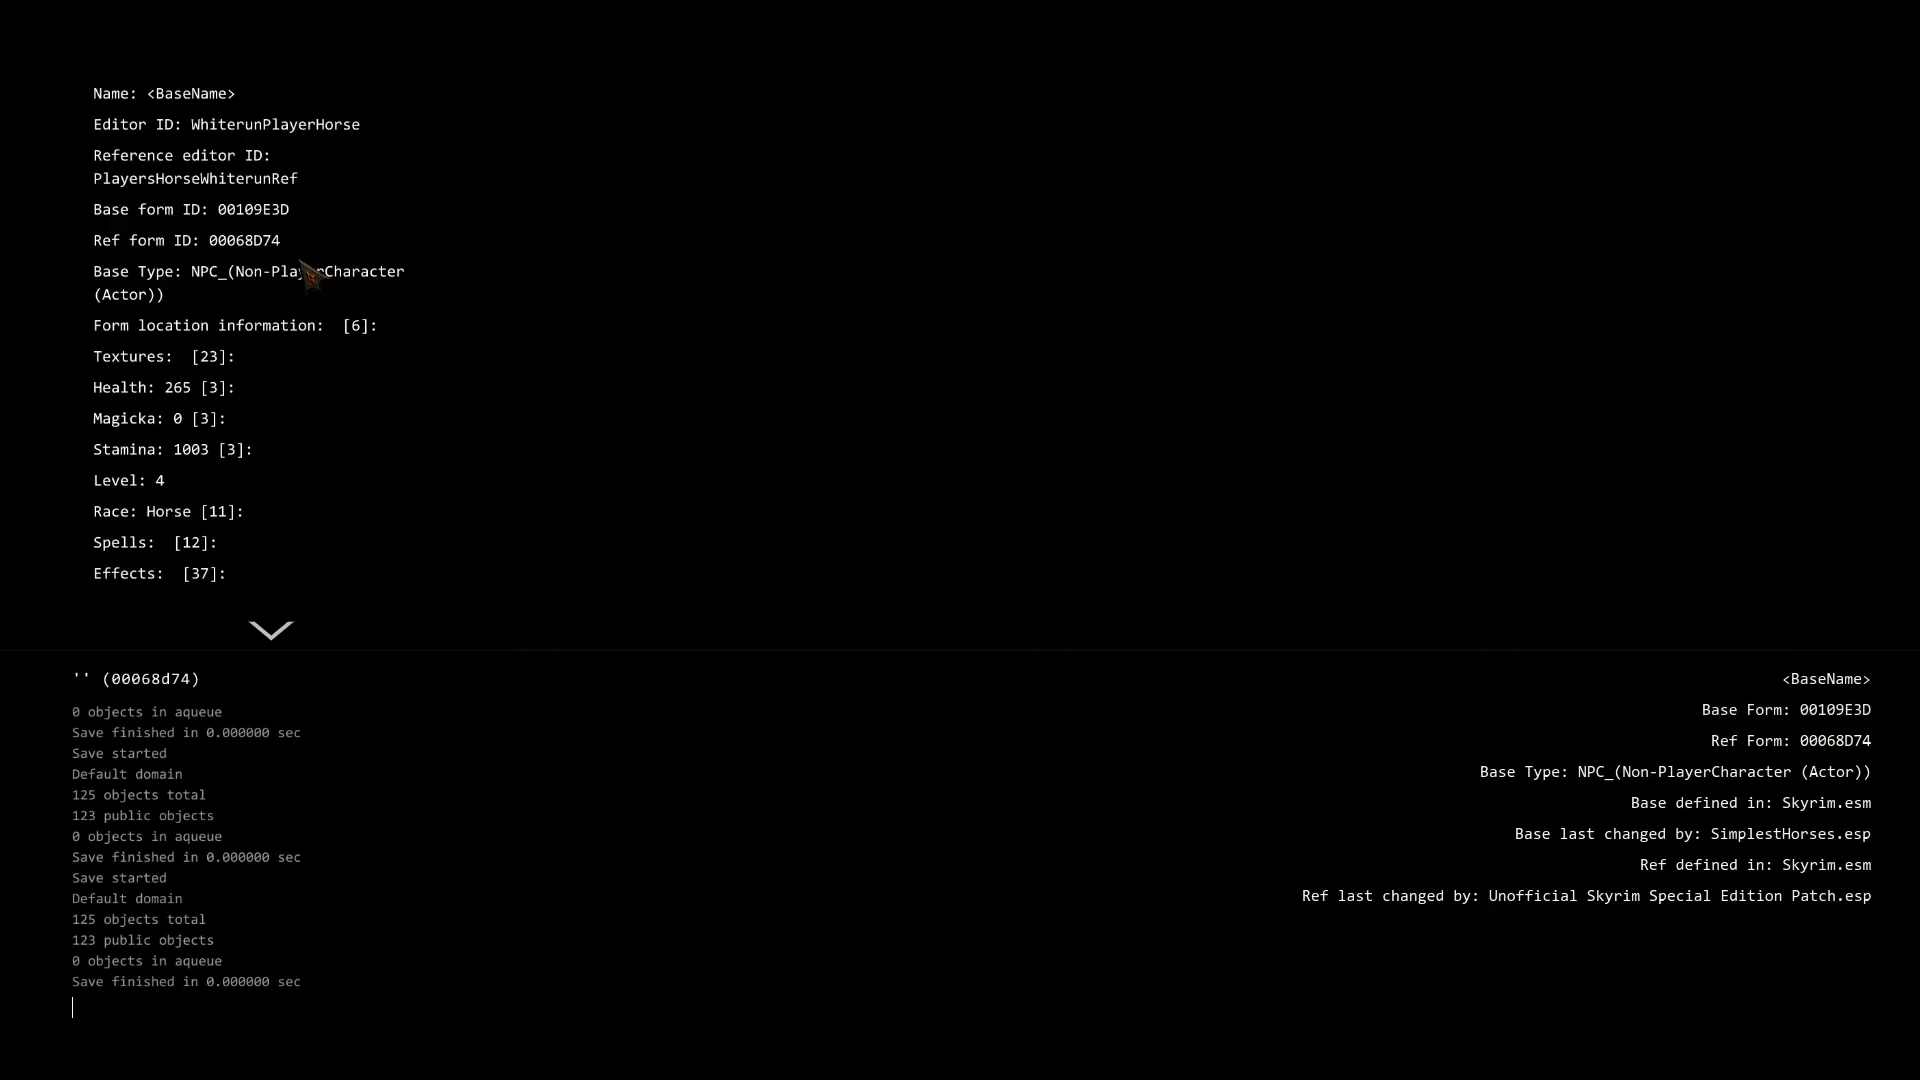 Name: <BaseName>
Editor ID: WhiterunPlayerHorse
Reference editor ID:
PlayersHorseWhiterunRef
Base form ID: 00109E3D
Ref form ID: 00068D74
Base Type: NPC_(Non-PlayerCharacter
(Actor))
Form location information:  [6]:
Textures:  [23]:
Health: 265 [3]:
Magicka: 0 [3]:
Stamina: 1003 [3]:
Level: 4
Race: Horse [11]:
Spells:  [12]:
Effects:  [37]:
'' (00068d74)
0 objects in aqueue
Save finished in 0.000000 sec
Save started
Default domain
125 objects total
123 public objects
0 objects in aqueue
Save finished in 0.000000 sec
Save started
Default domain
125 objects total
123 public objects
0 objects in aqueue
Save finished in 0.000000 sec
<BaseName>
Base Form: 00109E3D
Ref Form: 00068D74
Base Type: NPC_(Non-PlayerCharacter (Actor))
Base defined in: Skyrim.esm
Base last changed by: SimplestHorses.esp
Ref defined in: Skyrim.esm
Ref last changed by: Unofficial Skyrim Special Edition Patch.esp